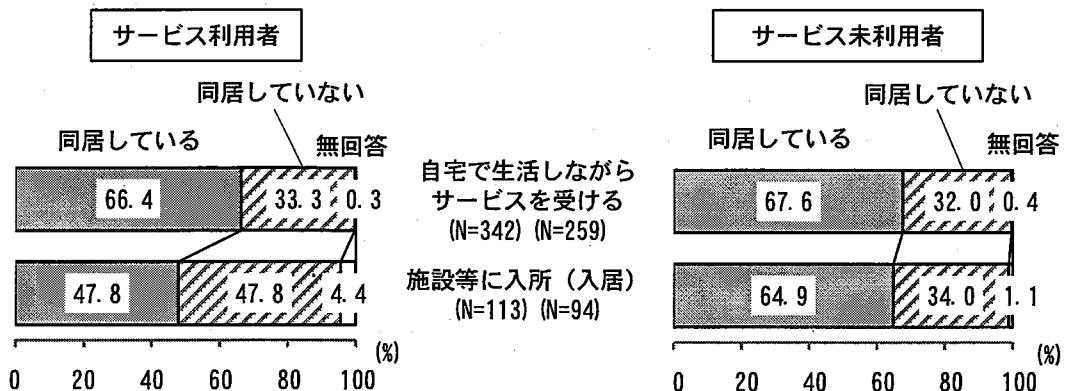 サービス利用者
サービス未利用者
同居していない
同居している
無回答
66.4
33.3
0.3
47.8
47.8
4.4
0 20 40 60 80 100
(%)
自宅で生活しながら
サービスを受ける
(N=342) (N=259)
施設等に入所（入居）
(N=113) (N=94)
同居していない
同居している
無回答
67.6
32.0
0.4
64.9
34.0
1.1
0 20 40 60 80 100
(%)